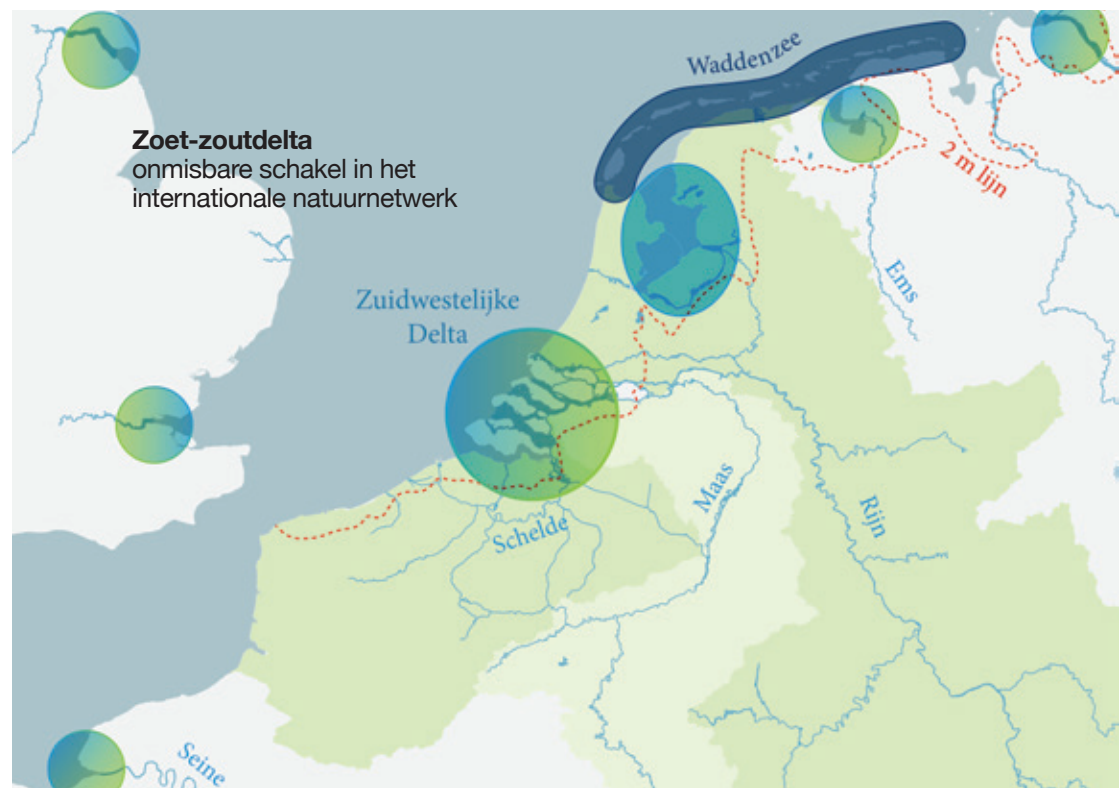 Waddenzee
Zoet-zoutdelta
onmisbare schakel in het
internationale natuurnetwerk
2 m lijn
Ems
Zuidwestelijke
Delta
Maas
Rijn
Schelde
Seine